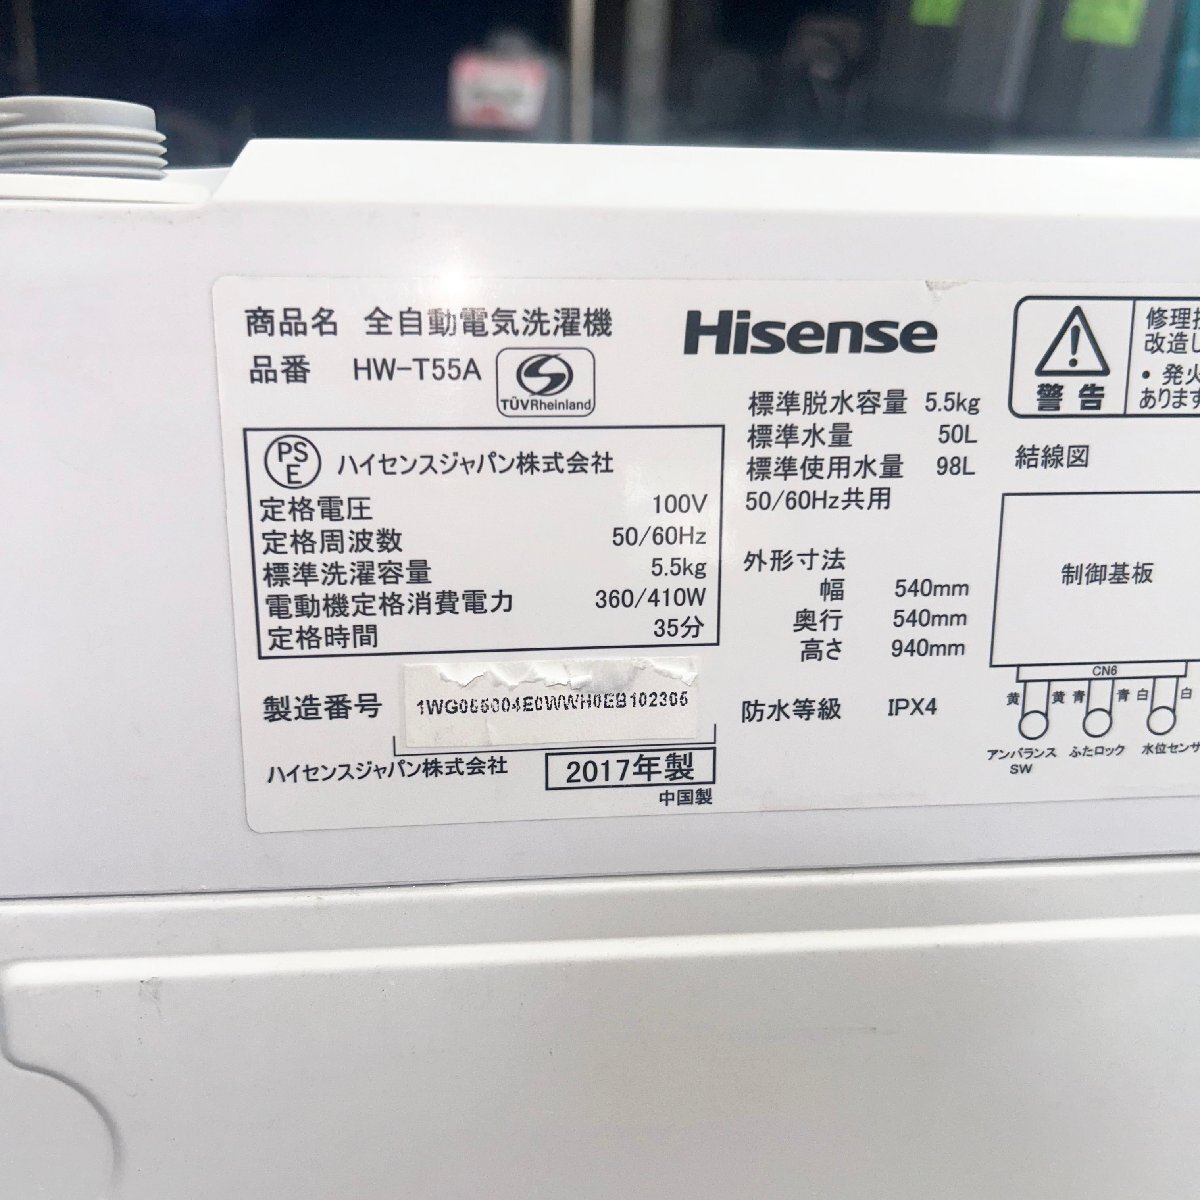 商品名 全自動電気洗濯機
品番 HW-T55A
TÜVRheinland
Hisense
PS
E
ハイセンスジャパン株式会社
定格電圧 100V
定格周波数 50/60Hz
標準洗濯容量 5.5kg
電動機定格消費電力 360/410W
定格時間 35分
製造番号
ハイセンスジャパン株式会社
2017年製
中国製
標準脱水容量 5.5kg
標準水量 50L
標準使用水量 98L
50/60Hz共用
外形寸法
幅 540mm
奥行 540mm
高さ 940mm
防水等級 IPX4
警告
修理
改造し
・発火
あります
結線図
制御基板
CN6
黄 黄 青 青 白 白
アンバランス ふたロック 水位センサ
SW